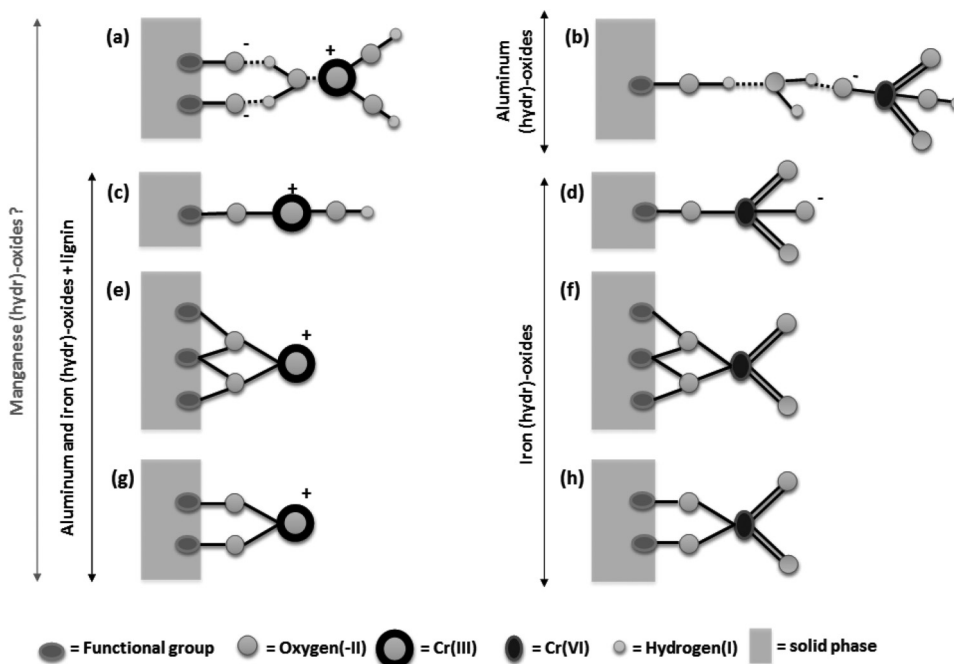 Manganese (hydr)-oxides ?
Aluminum and iron (hydr)-oxides + lignin
(a)
-
+
-
(c)
+
(e)
+
(g)
+
Aluminum
(hydr)-oxides
(b)
-
Iron (hydr)-oxides
(d)
-
(f)
(h)
= Functional group
= Oxygen(-II)
= Cr(III)
= Cr(VI)
= Hydrogen(I)
= solid phase